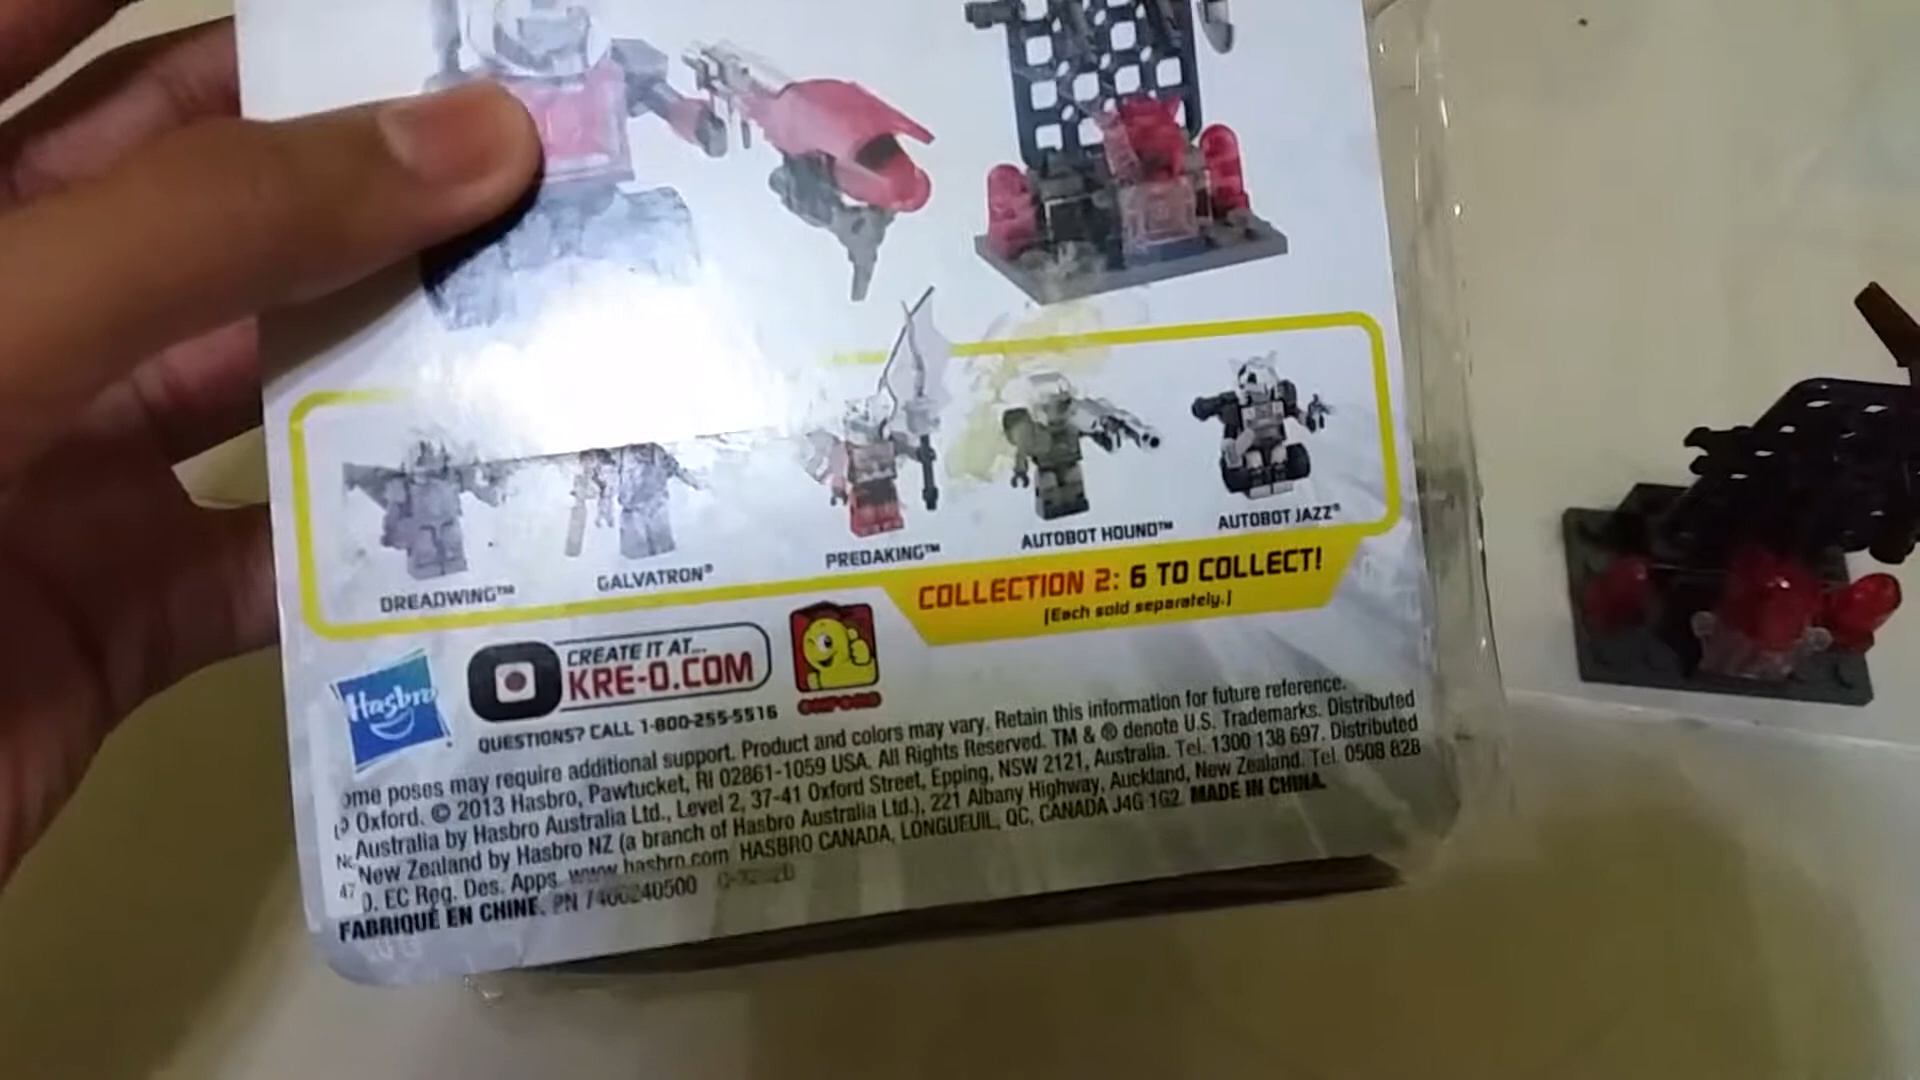 DREADWING™
GALVATRON®
PREDAKING™
AUTOBOT HOUND™
AUTOBOT JAZZ®
COLLECTION 2: 6 TO COLLECT!
[Each sold separately.]
Hasbro
CREATE IT AT...
KRE-O.COM
OXFORD
QUESTIONS? CALL 1-800-255-5516
ome poses may require additional support. Product and colors may vary. Retain this information for future reference.
Oxford. © 2013 Hasbro, Pawtucket, RI 02861-1059 USA. All Rights Reserved. TM & ® denote U.S. Trademarks. Distributed
Australia by Hasbro Australia Ltd., Level 2, 37-41 Oxford Street, Epping, NSW 2121, Australia. Tel. 1300 138 697. Distributed
New Zealand by Hasbro NZ (a branch of Hasbro Australia Ltd.), 221 Albany Highway, Auckland, New Zealand. Tel. 0508 828
47 ). EC Reg. Des. Apps. www.hasbro.com HASBRO CANADA, LONGUEUIL, QC, CANADA J4G 1G2. MADE IN CHINA.
FABRIQUÉ EN CHINE. PN 7400240500